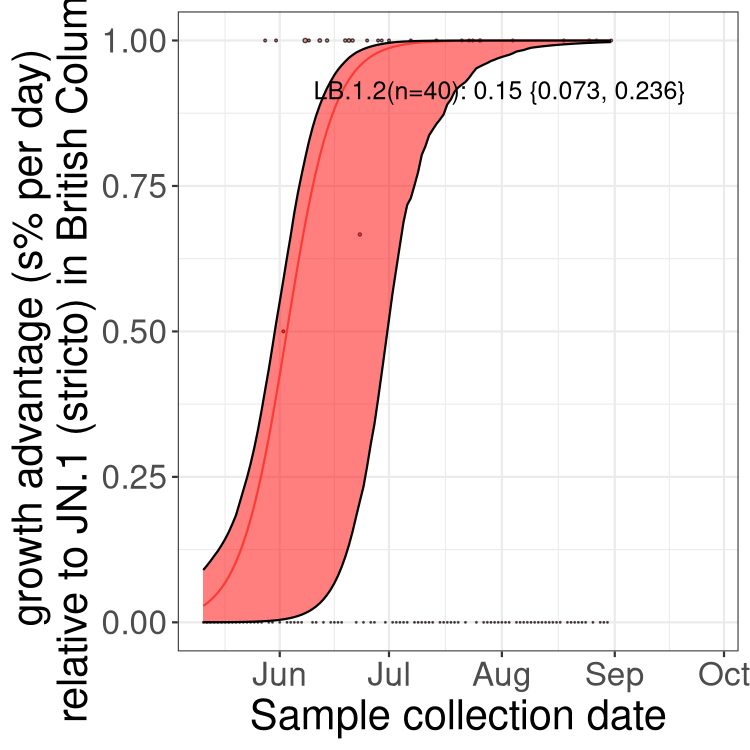 growth advantage (s% per day)
relative to JN.1 (stricto) in British Colum
1.00
0.75
0.50
0.25
0.00
LB.1.2(n=40): 0.15 {0.073, 0.236}
Jun Jul Aug Sep Oct
Sample collection date